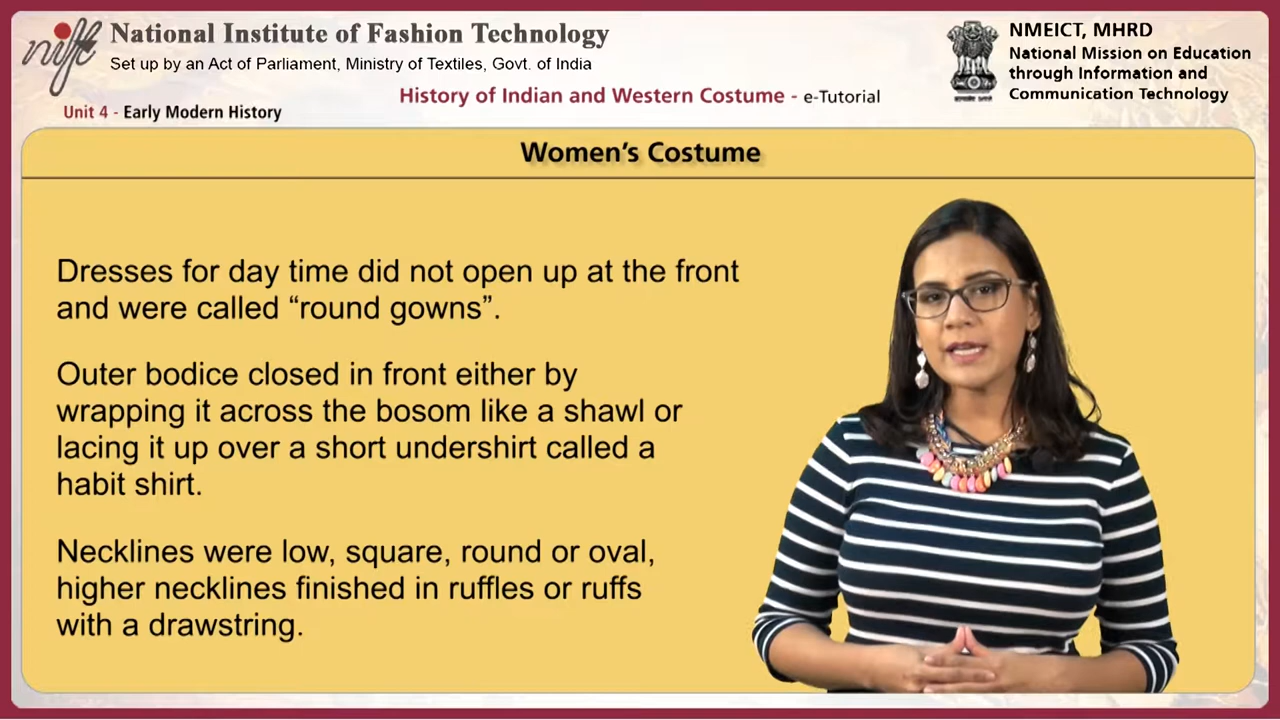 nift
National Institute of Fashion Technology
Set up by an Act of Parliament, Ministry of Textiles, Govt. of India
NMEICT, MHRD
National Mission on Education
through Information and
Communication Technology
History of Indian and Western Costume - e-Tutorial
Unit 4 - Early Modern History
Women's Costume
Dresses for day time did not open up at the front
and were called “round gowns”.
Outer bodice closed in front either by
wrapping it across the bosom like a shawl or
lacing it up over a short undershirt called a
habit shirt.
Necklines were low, square, round or oval,
higher necklines finished in ruffles or ruffs
with a drawstring.